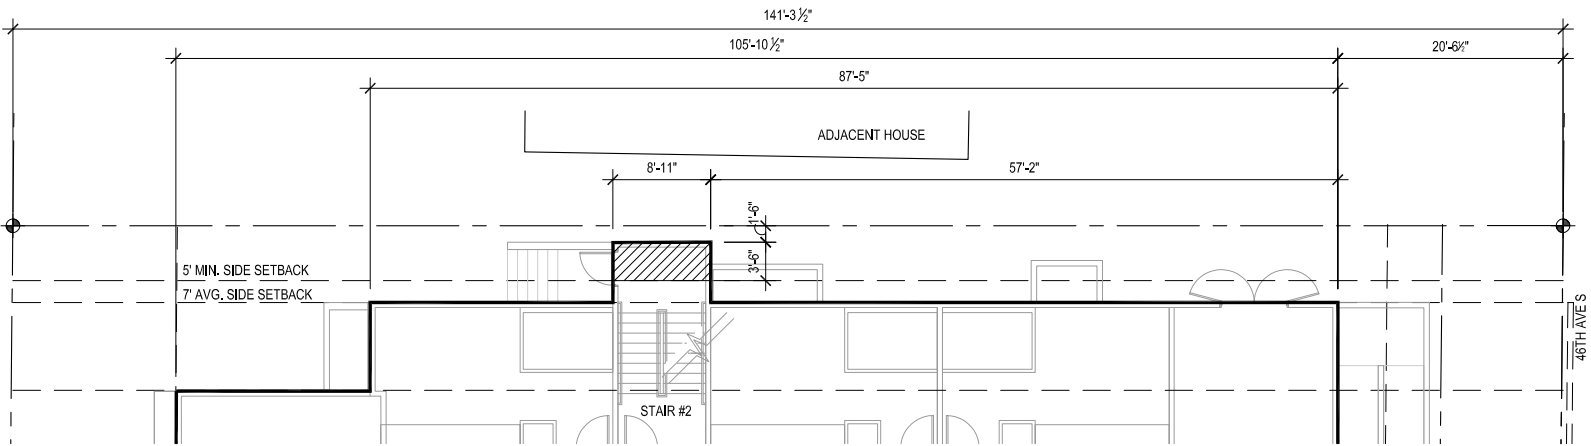 141'-3 ½"
105'-10 ½"
20'-6½"
87'-5"
ADJACENT HOUSE
8'-11"
57'-2"
1'-6"
3'-6"
5' MIN. SIDE SETBACK
7' AVG. SIDE SETBACK
46TH AVE S
STAIR #2